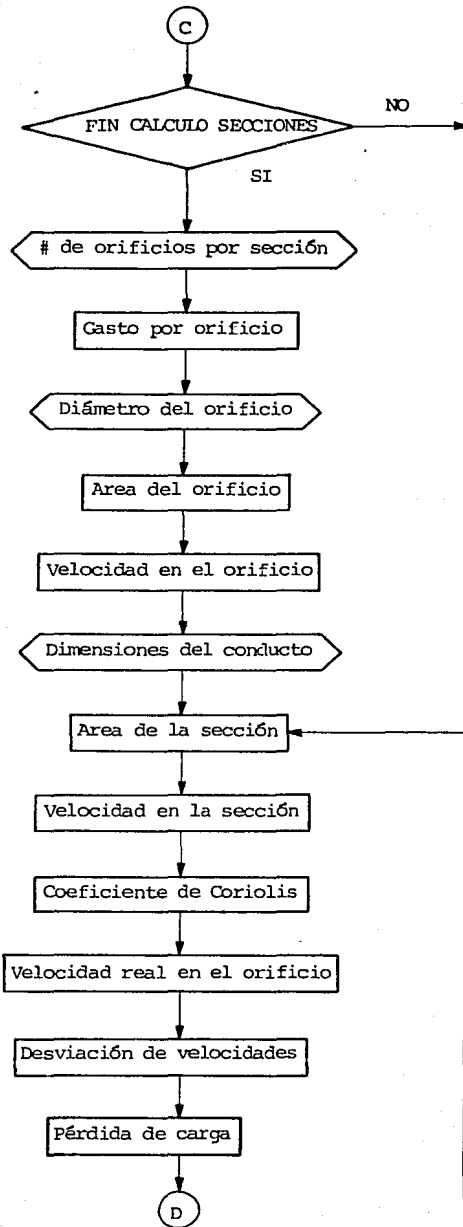 C
FIN CALCULO SECCIONES
NO
SI
# de orificios por sección
Gasto por orificio
Diámetro del orificio
Area del orificio
Velocidad en el orificio
Dimensiones del conducto
Area de la sección
Velocidad en la sección
Coeficiente de Coriolis
Velocidad real en el orificio
Desviación de velocidades
Pérdida de carga
D